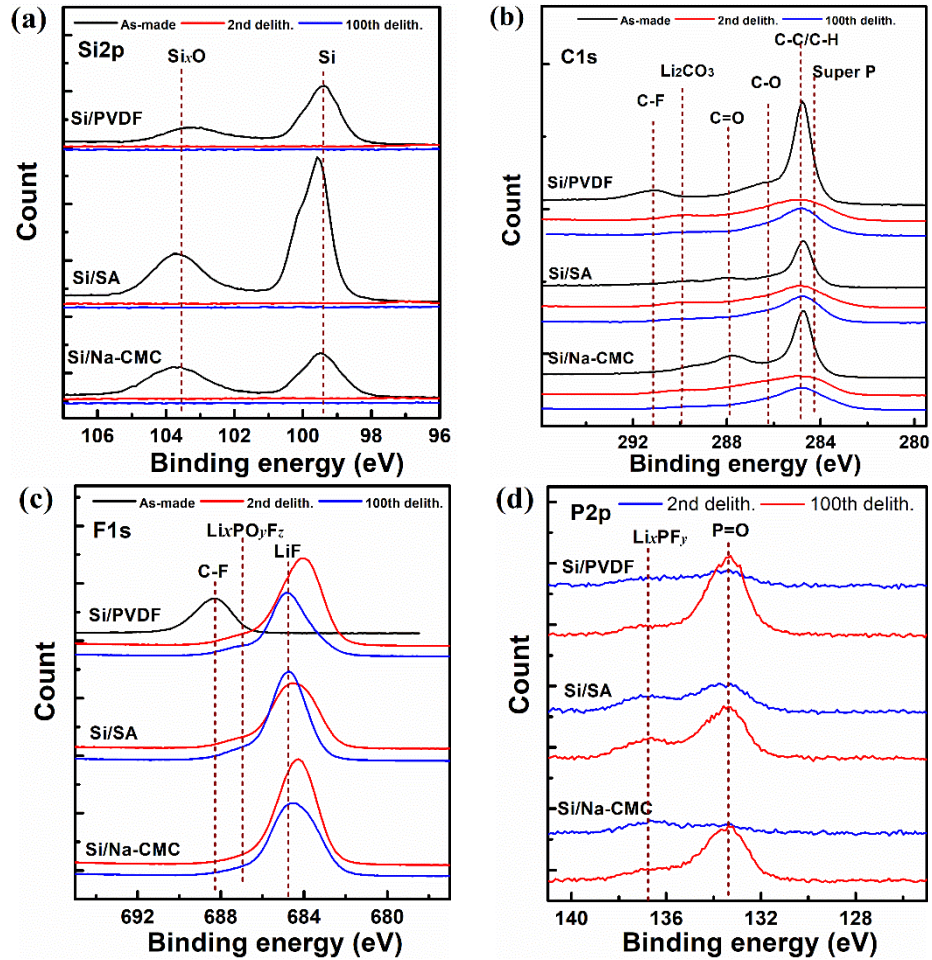 (a)
As-made 2nd delith. 100th delith.
Si2p
SixO
Si
Si/PVDF
Si/SA
Si/Na-CMC
Count
106 104 102 100 98 96
Binding energy (eV)
(b)
As-made 2nd delith. 100th delith.
C1s
C-C/C-H
Li₂CO₃
C-O
Super P
C-F
C=O
Si/PVDF
Si/SA
Si/Na-CMC
Count
292 288 284 280
Binding energy (eV)
(c)
As-made 2nd delith. 100th delith.
F1s
LixPOyFz
LiF
C-F
Si/PVDF
Si/SA
Si/Na-CMC
Count
692 688 684 680
Binding energy (eV)
(d)
P2p
2nd delith. 100th delith.
LixPFy
P=O
Si/PVDF
Si/SA
Si/Na-CMC
Count
140 136 132 128
Binding energy (eV)